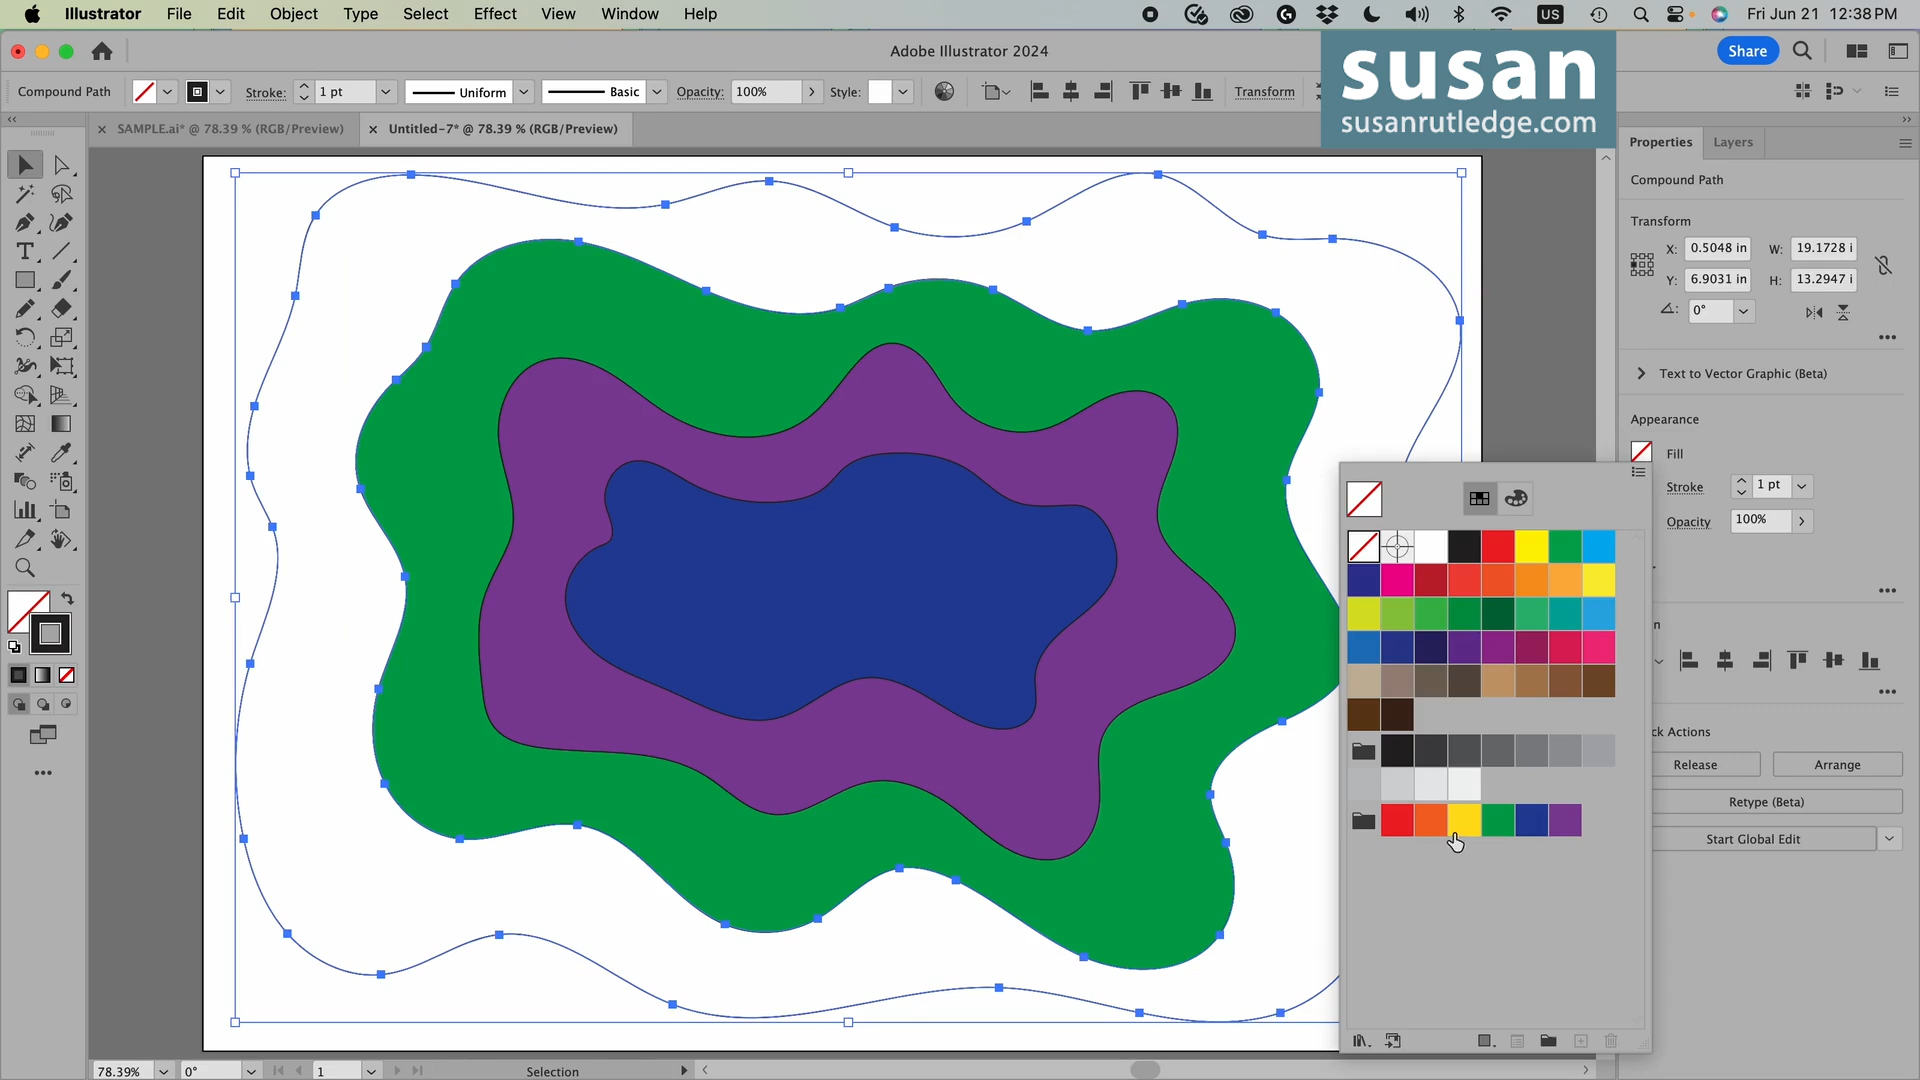 Illustrator File Edit Object Type Select Effect View Window Help US Fri Jun 21 12:38 PM
Adobe Illustrator 2024
Share
susan
susanrutledge.com
Compound Path Stroke: 1 pt Uniform Basic Opacity: 100% Style: Transform
SAMPLE.ai* @ 78.39 % (RGB/Preview)
Untitled-7* @ 78.39 % (RGB/Preview)
Properties Layers
Compound Path
Transform
X: 0.5048 in W: 19.1728 i
Y: 6.9031 in H: 13.2947 i
0°
Text to Vector Graphic (Beta)
Appearance
Fill
Stroke 1 pt
Opacity 100%
n
ck Actions
Release Arrange
Retype (Beta)
Start Global Edit
78.39% 0° 1 Selection